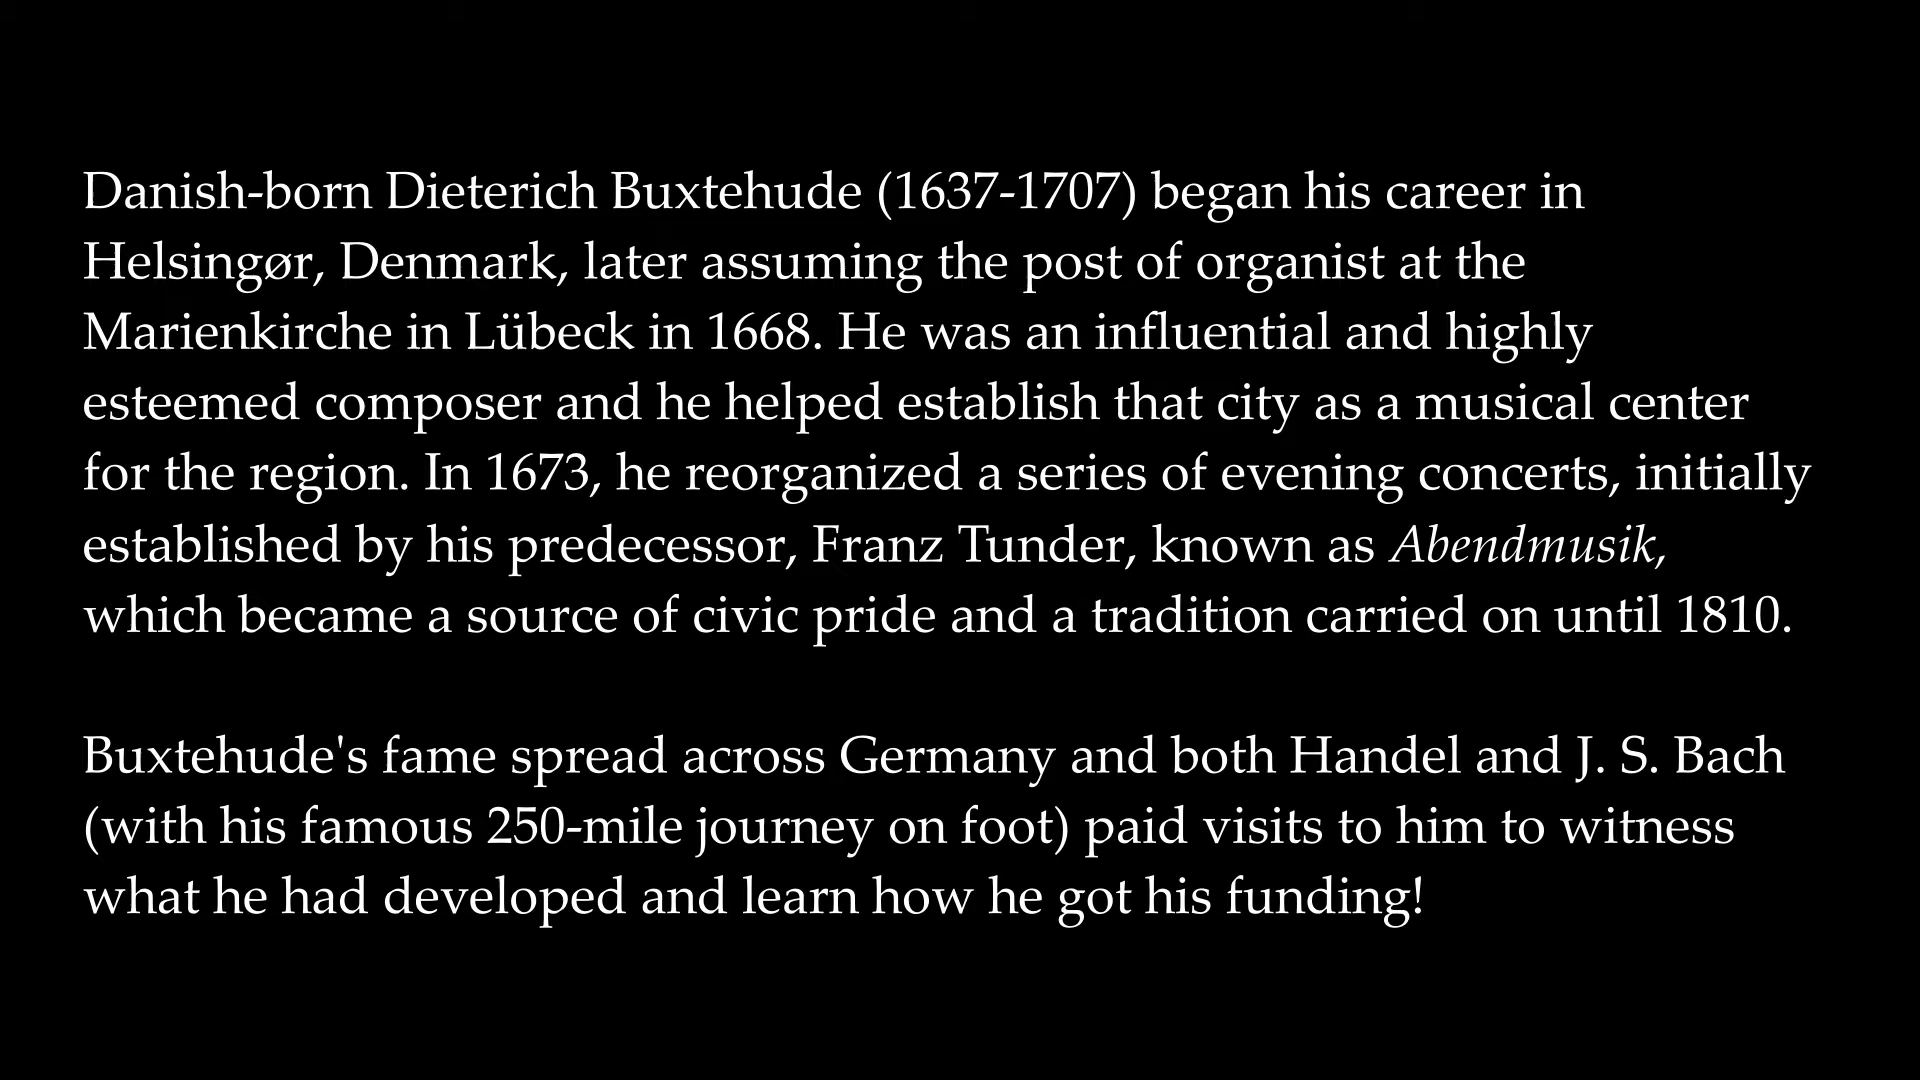 Danish-born Dieterich Buxtehude (1637-1707) began his career in
Helsingør, Denmark, later assuming the post of organist at the
Marienkirche in Lübeck in 1668. He was an influential and highly
esteemed composer and he helped establish that city as a musical center
for the region. In 1673, he reorganized a series of evening concerts, initially
established by his predecessor, Franz Tunder, known as Abendmusik,
which became a source of civic pride and a tradition carried on until 1810.
Buxtehude's fame spread across Germany and both Handel and J. S. Bach
(with his famous 250-mile journey on foot) paid visits to him to witness
what he had developed and learn how he got his funding!